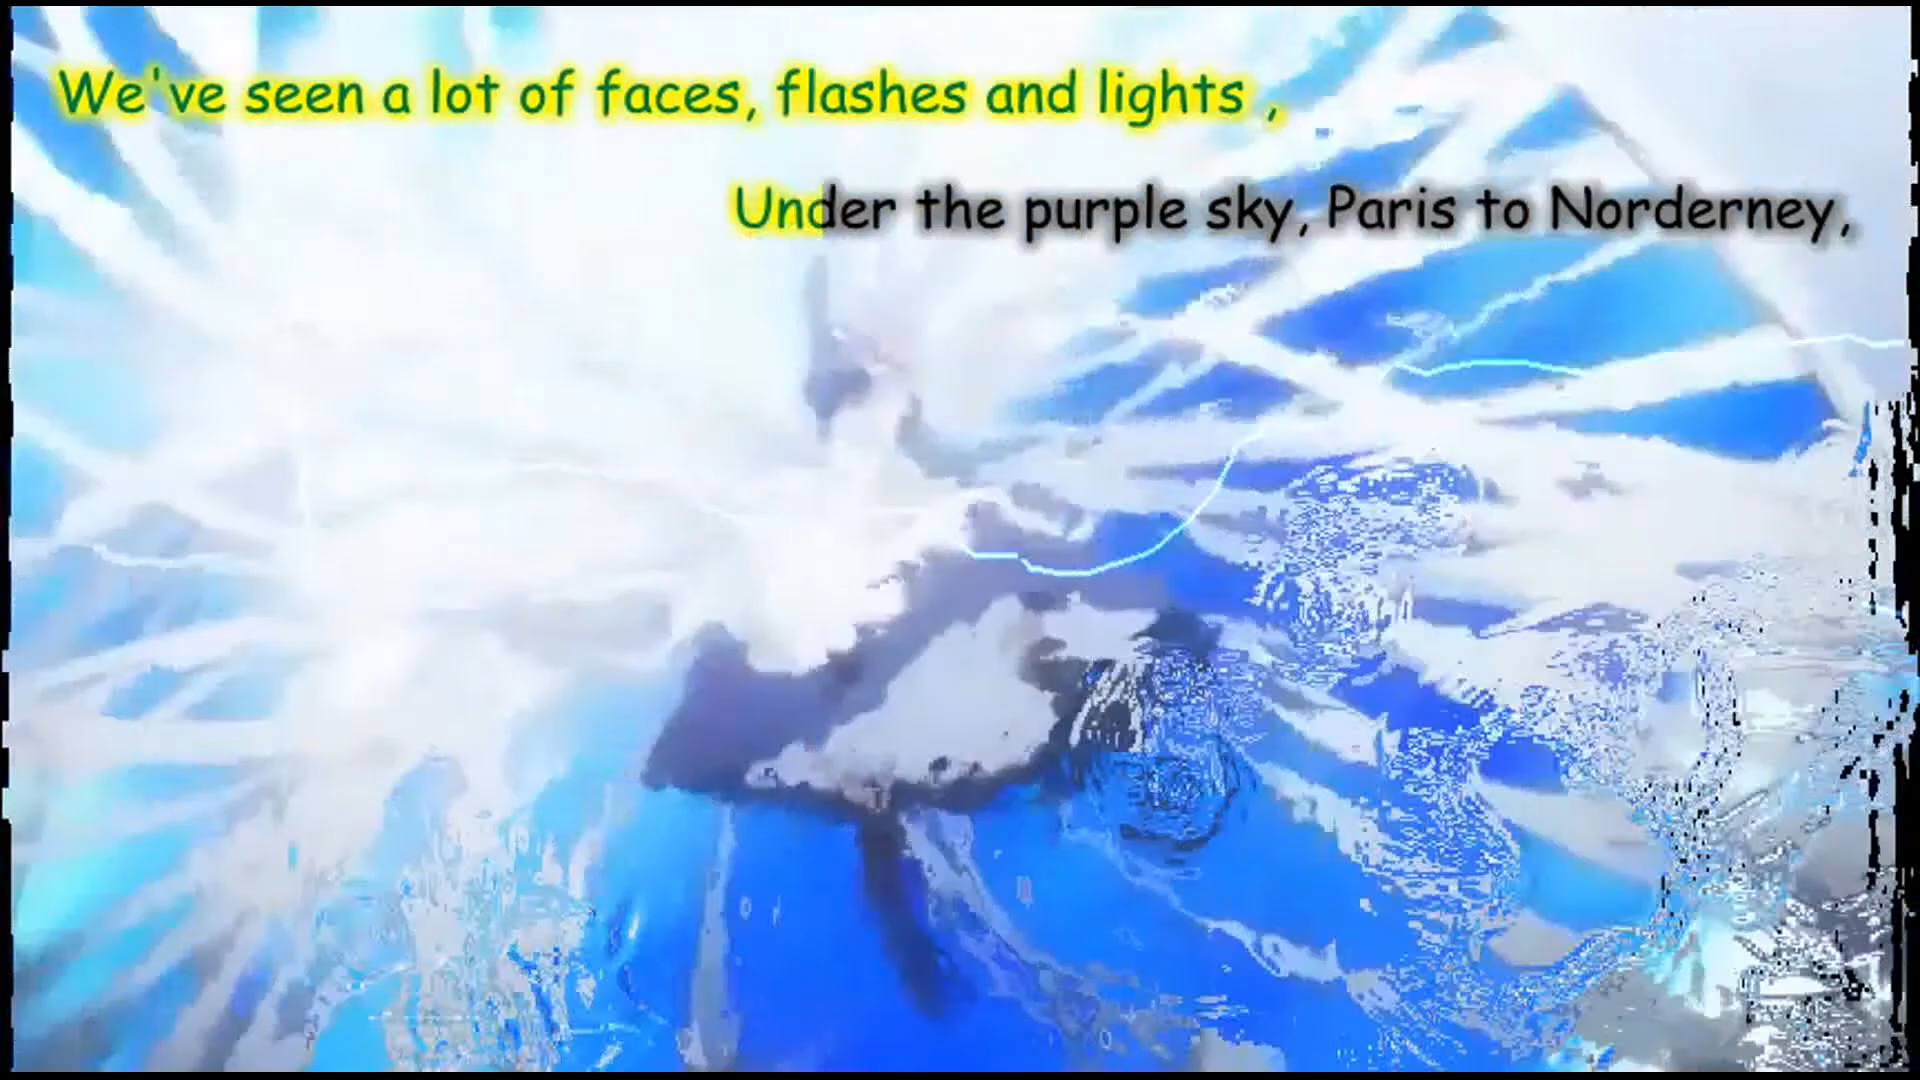 We've seen a lot of faces, flashes and lights ,
Under the purple sky, Paris to Norderney,